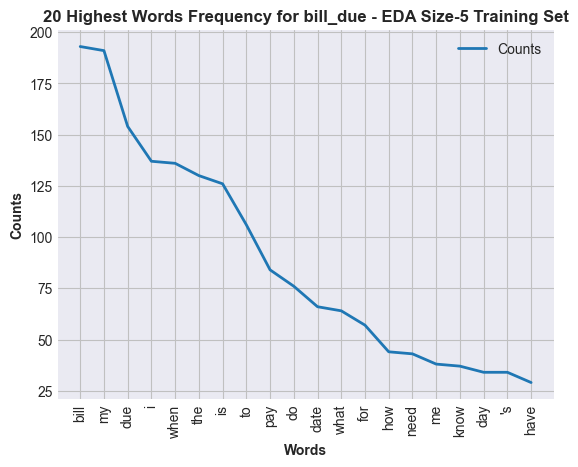 20 Highest Words Frequency for bill_due - EDA Size-5 Training Set
Counts
200
175
150
125
100
75
50
25
Counts
bill
my
due
i
when
the
is
to
pay
do
date
what
for
how
need
me
know
day
's
have
Words